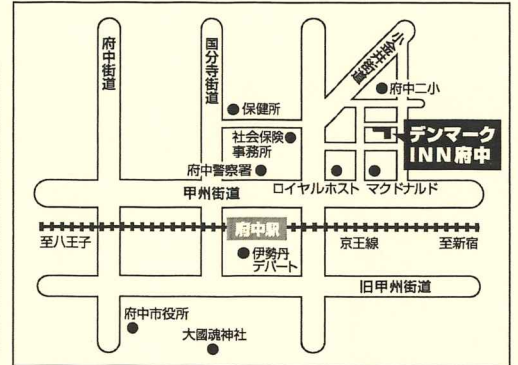 府中街道
国分寺街道
小金井街道
府中二小
保健所
社会保険
事務所
デンマーク
INN府中
府中警察署
ロイヤルホスト
マクドナルド
甲州街道
府中駅
至八王子
京王線
至新宿
伊勢丹
デパート
旧甲州街道
府中市役所
大國魂神社